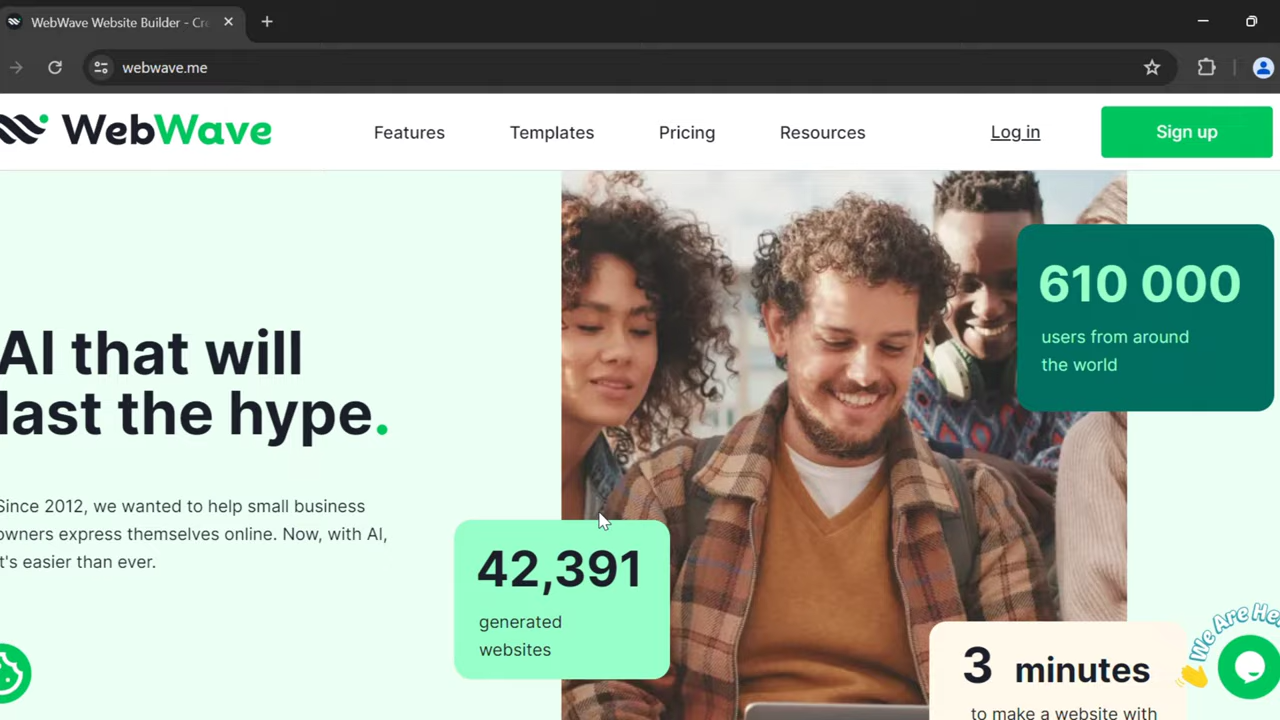 WebWave Website Builder - Cr
webwave.me
WebWave
Features
Templates
Pricing
Resources
Log in
Sign up
AI that will
last the hype.
Since 2012, we wanted to help small business
owners express themselves online. Now, with AI,
it's easier than ever.
610 000
users from around
the world
42,391
generated
websites
3 minutes
to make a website with
We Are He